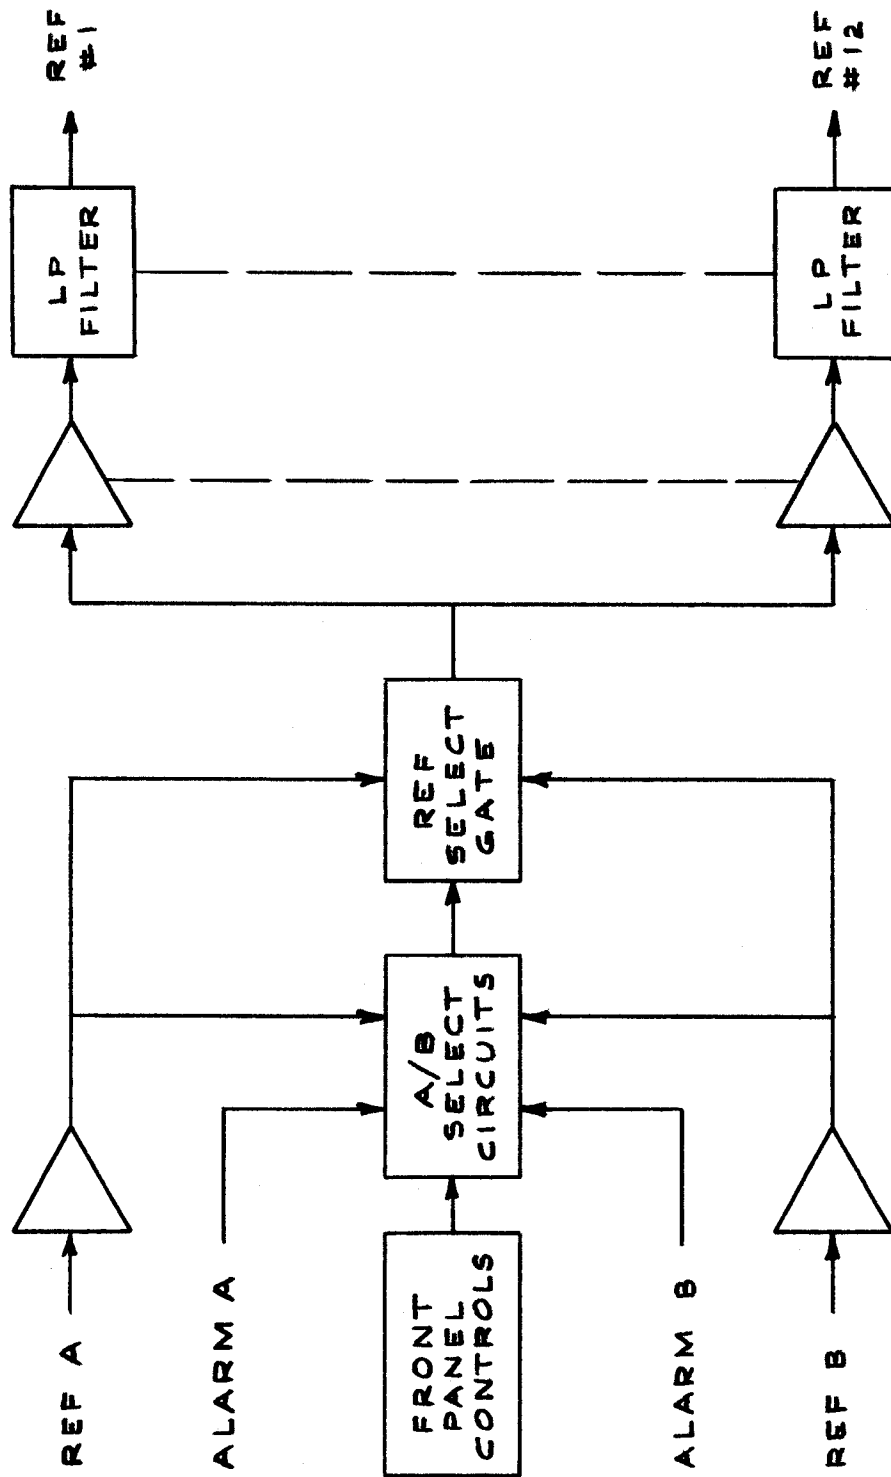 REF A
ALARM A
FRONT
PANEL
CONTROLS
ALARM B
REF B
A/B
SELECT
CIRCUITS
REF
SELECT
GATE
LP
FILTER
REF
#1
LP
FILTER
REF
#12